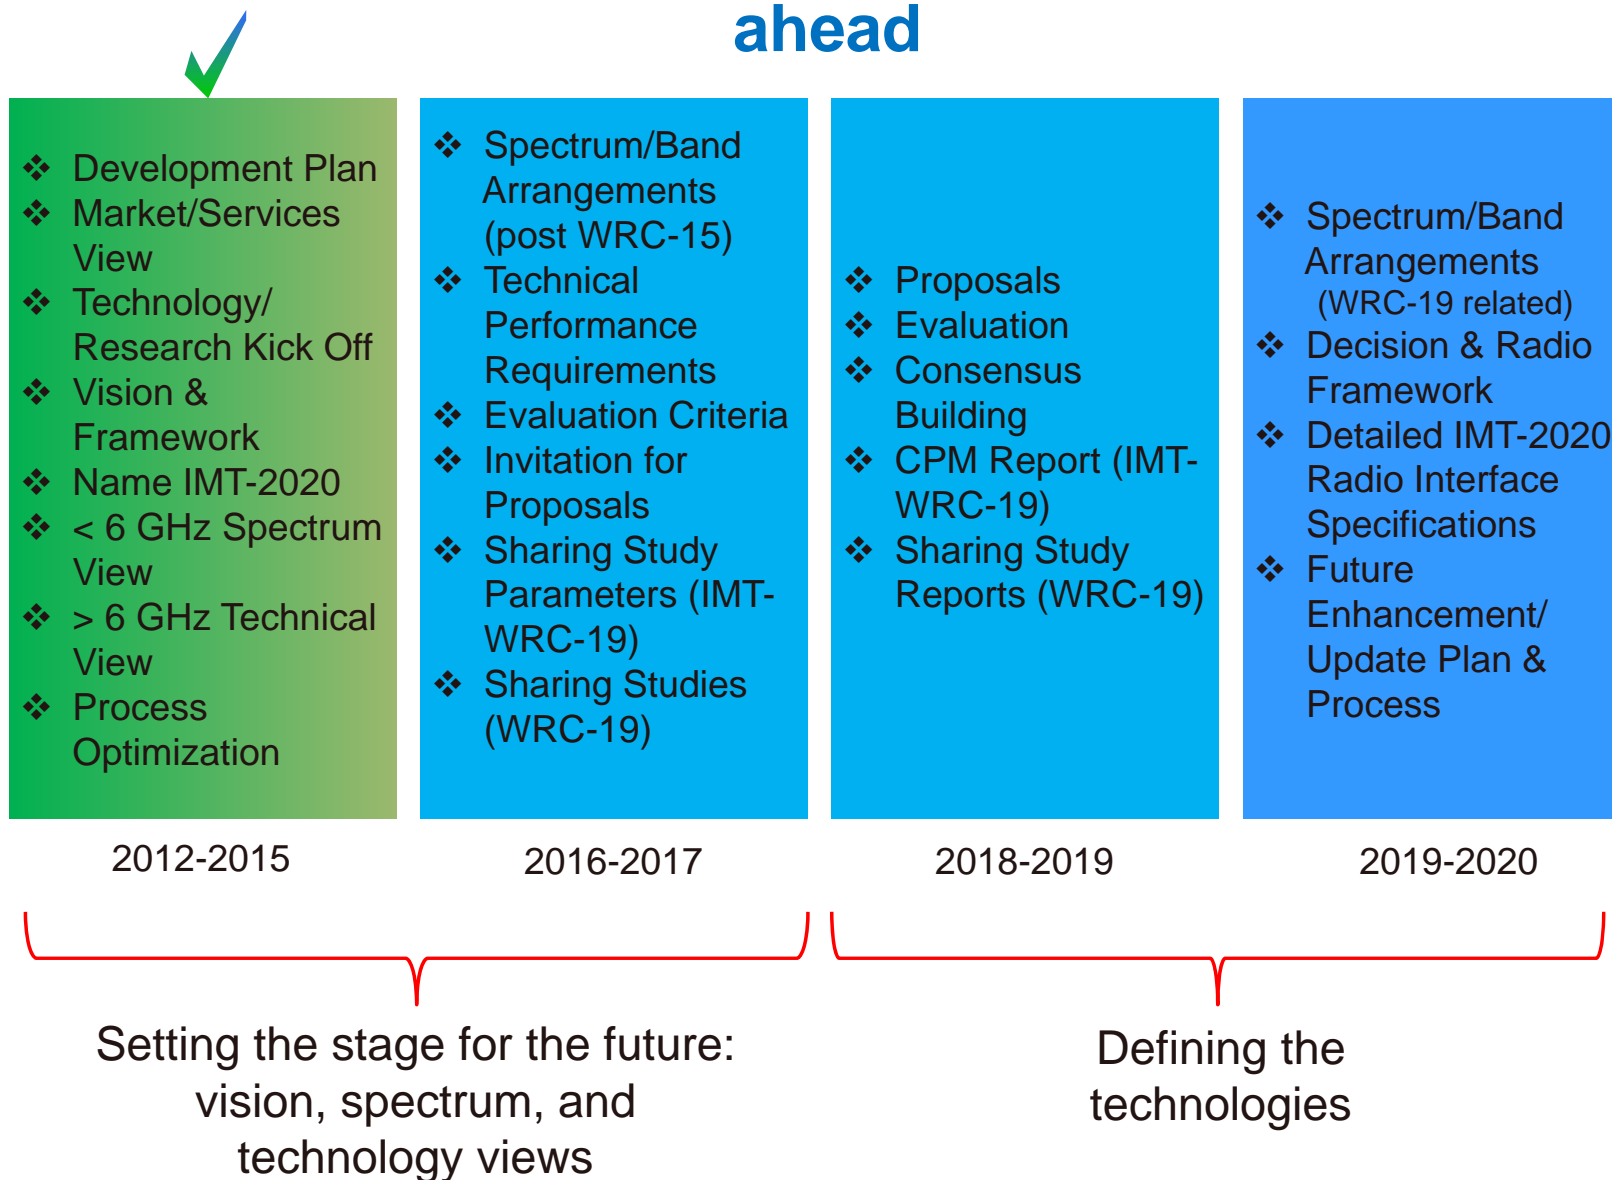 ahead
❖ Development Plan
❖ Market/Services
View
❖ Technology/
Research Kick Off
❖ Vision &
Framework
❖ Name IMT-2020
❖ < 6 GHz Spectrum
View
❖ > 6 GHz Technical
View
❖ Process
Optimization
2012-2015
❖ Spectrum/Band
Arrangements
(post WRC-15)
❖ Technical
Performance
Requirements
❖ Evaluation Criteria
❖ Invitation for
Proposals
❖ Sharing Study
Parameters (IMT-
WRC-19)
❖ Sharing Studies
(WRC-19)
2016-2017
❖ Proposals
❖ Evaluation
❖ Consensus
Building
❖ CPM Report (IMT-
WRC-19)
❖ Sharing Study
Reports (WRC-19)
2018-2019
❖ Spectrum/Band
Arrangements
(WRC-19 related)
❖ Decision & Radio
Framework
❖ Detailed IMT-2020
Radio Interface
Specifications
❖ Future
Enhancement/
Update Plan &
Process
2019-2020
Setting the stage for the future:
vision, spectrum, and
technology views
Defining the
technologies